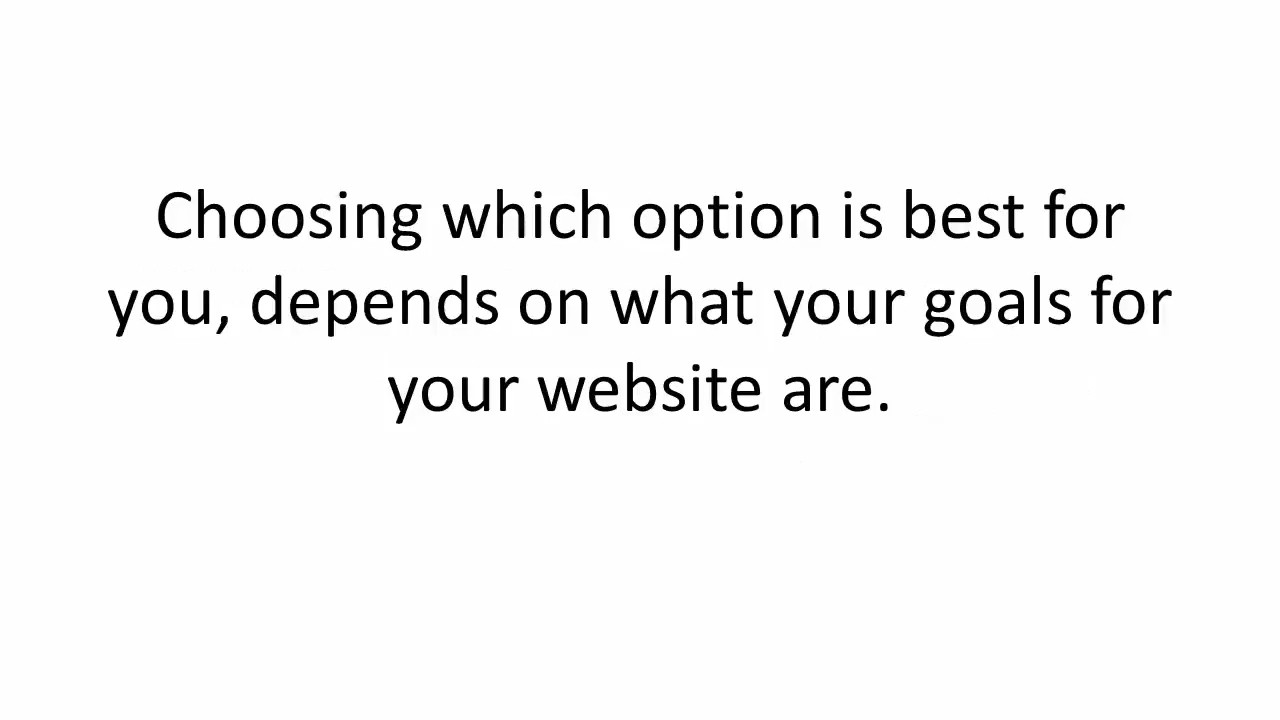 Choosing which option is best for
you, depends on what your goals for
your website are.